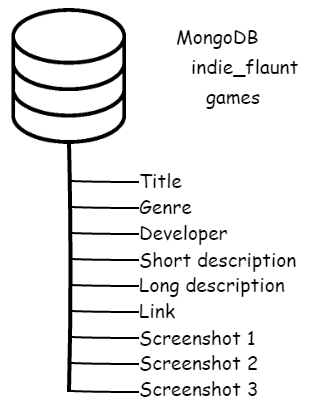 MongoDB
indie_flaunt
games
Title
Genre
Developer
Short description
Long description
Link
Screenshot 1
Screenshot 2
Screenshot 3